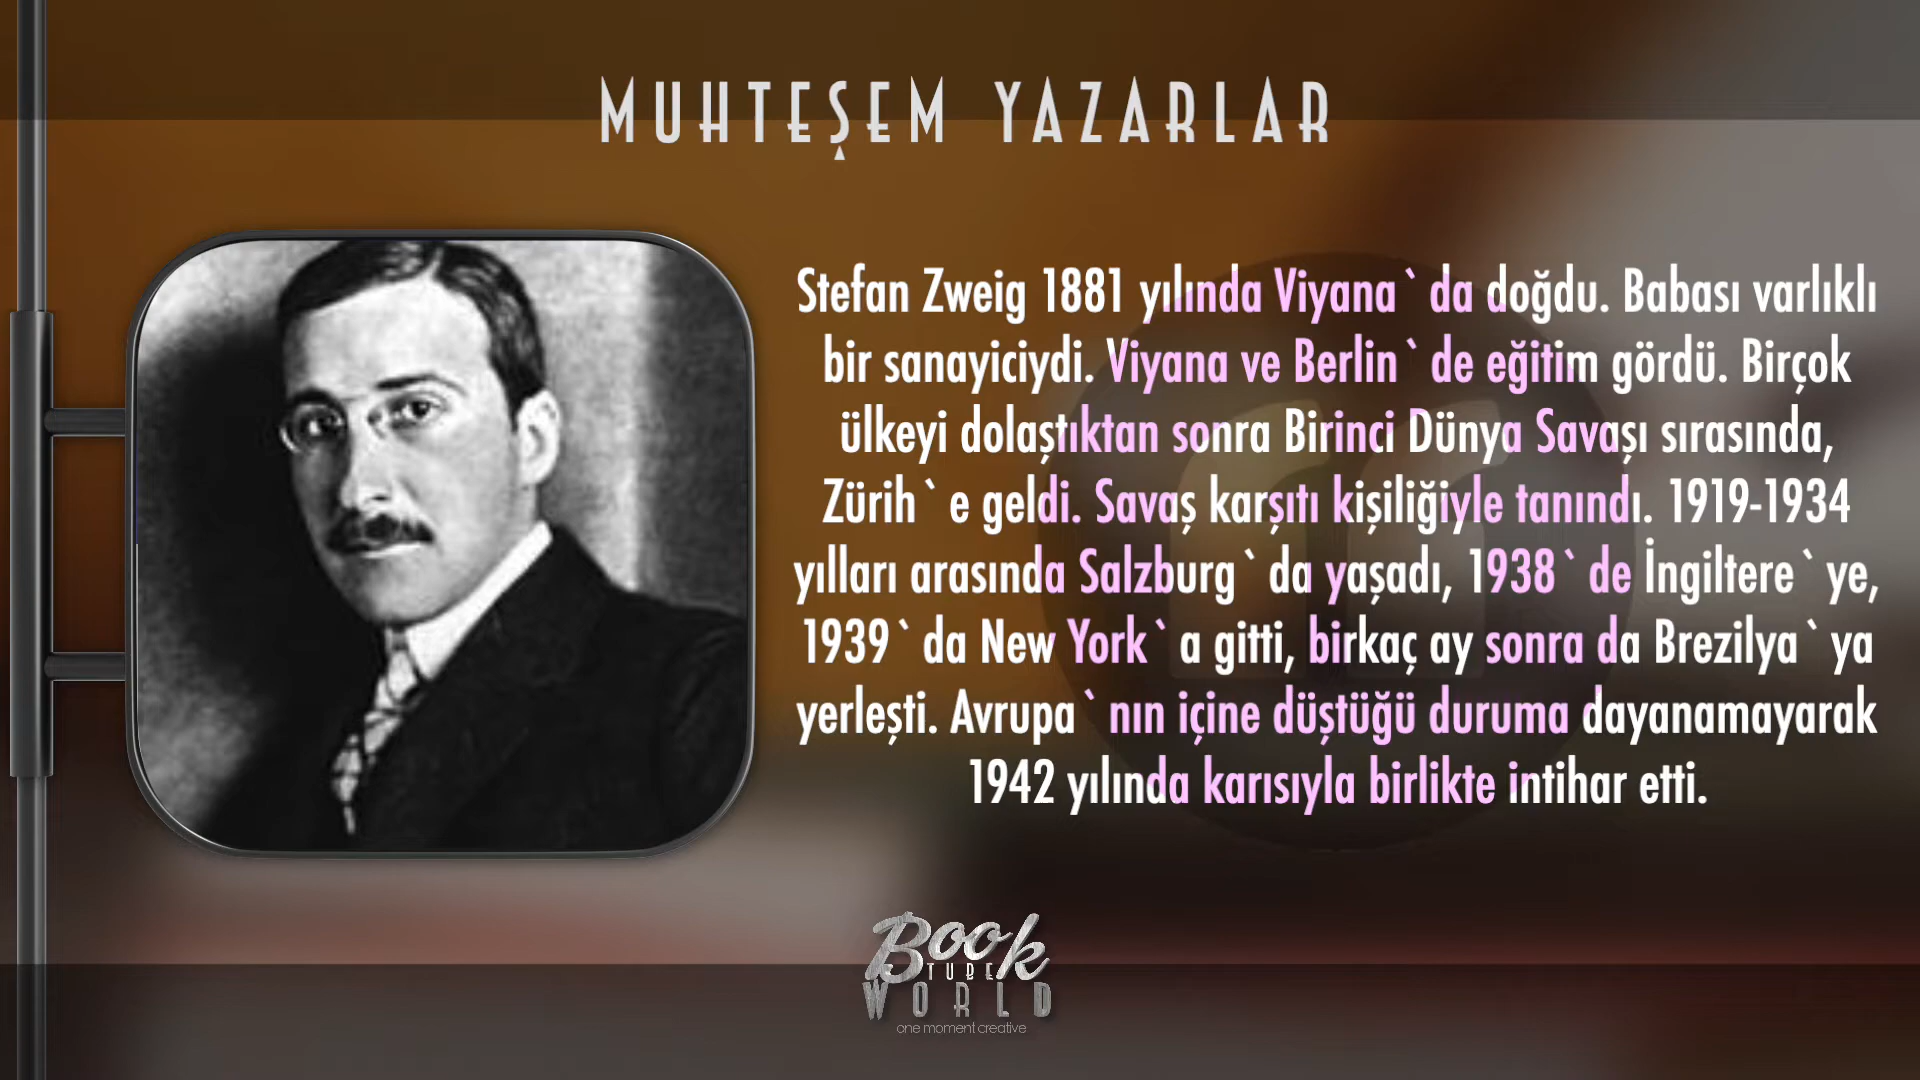 MUHTEŞEM YAZARLAR
Stefan Zweig 1881 yılında Viyana`da doğdu. Babası varlıklı
bir sanayiciydi. Viyana ve Berlin`de eğitim gördü. Birçok
ülkeyi dolaştıktan sonra Birinci Dünya Savaşı sırasında,
Zürih`e geldi. Savaş karşıtı kişiliğiyle tanındı. 1919-1934
yılları arasında Salzburg`da yaşadı, 1938`de İngiltere`ye,
1939`da New York`a gitti, birkaç ay sonra da Brezilya`ya
yerleşti. Avrupa`nın içine düştüğü duruma dayanamayarak
1942 yılında karısıyla birlikte intihar etti.
Book
TUBE
WORLD
one moment creative